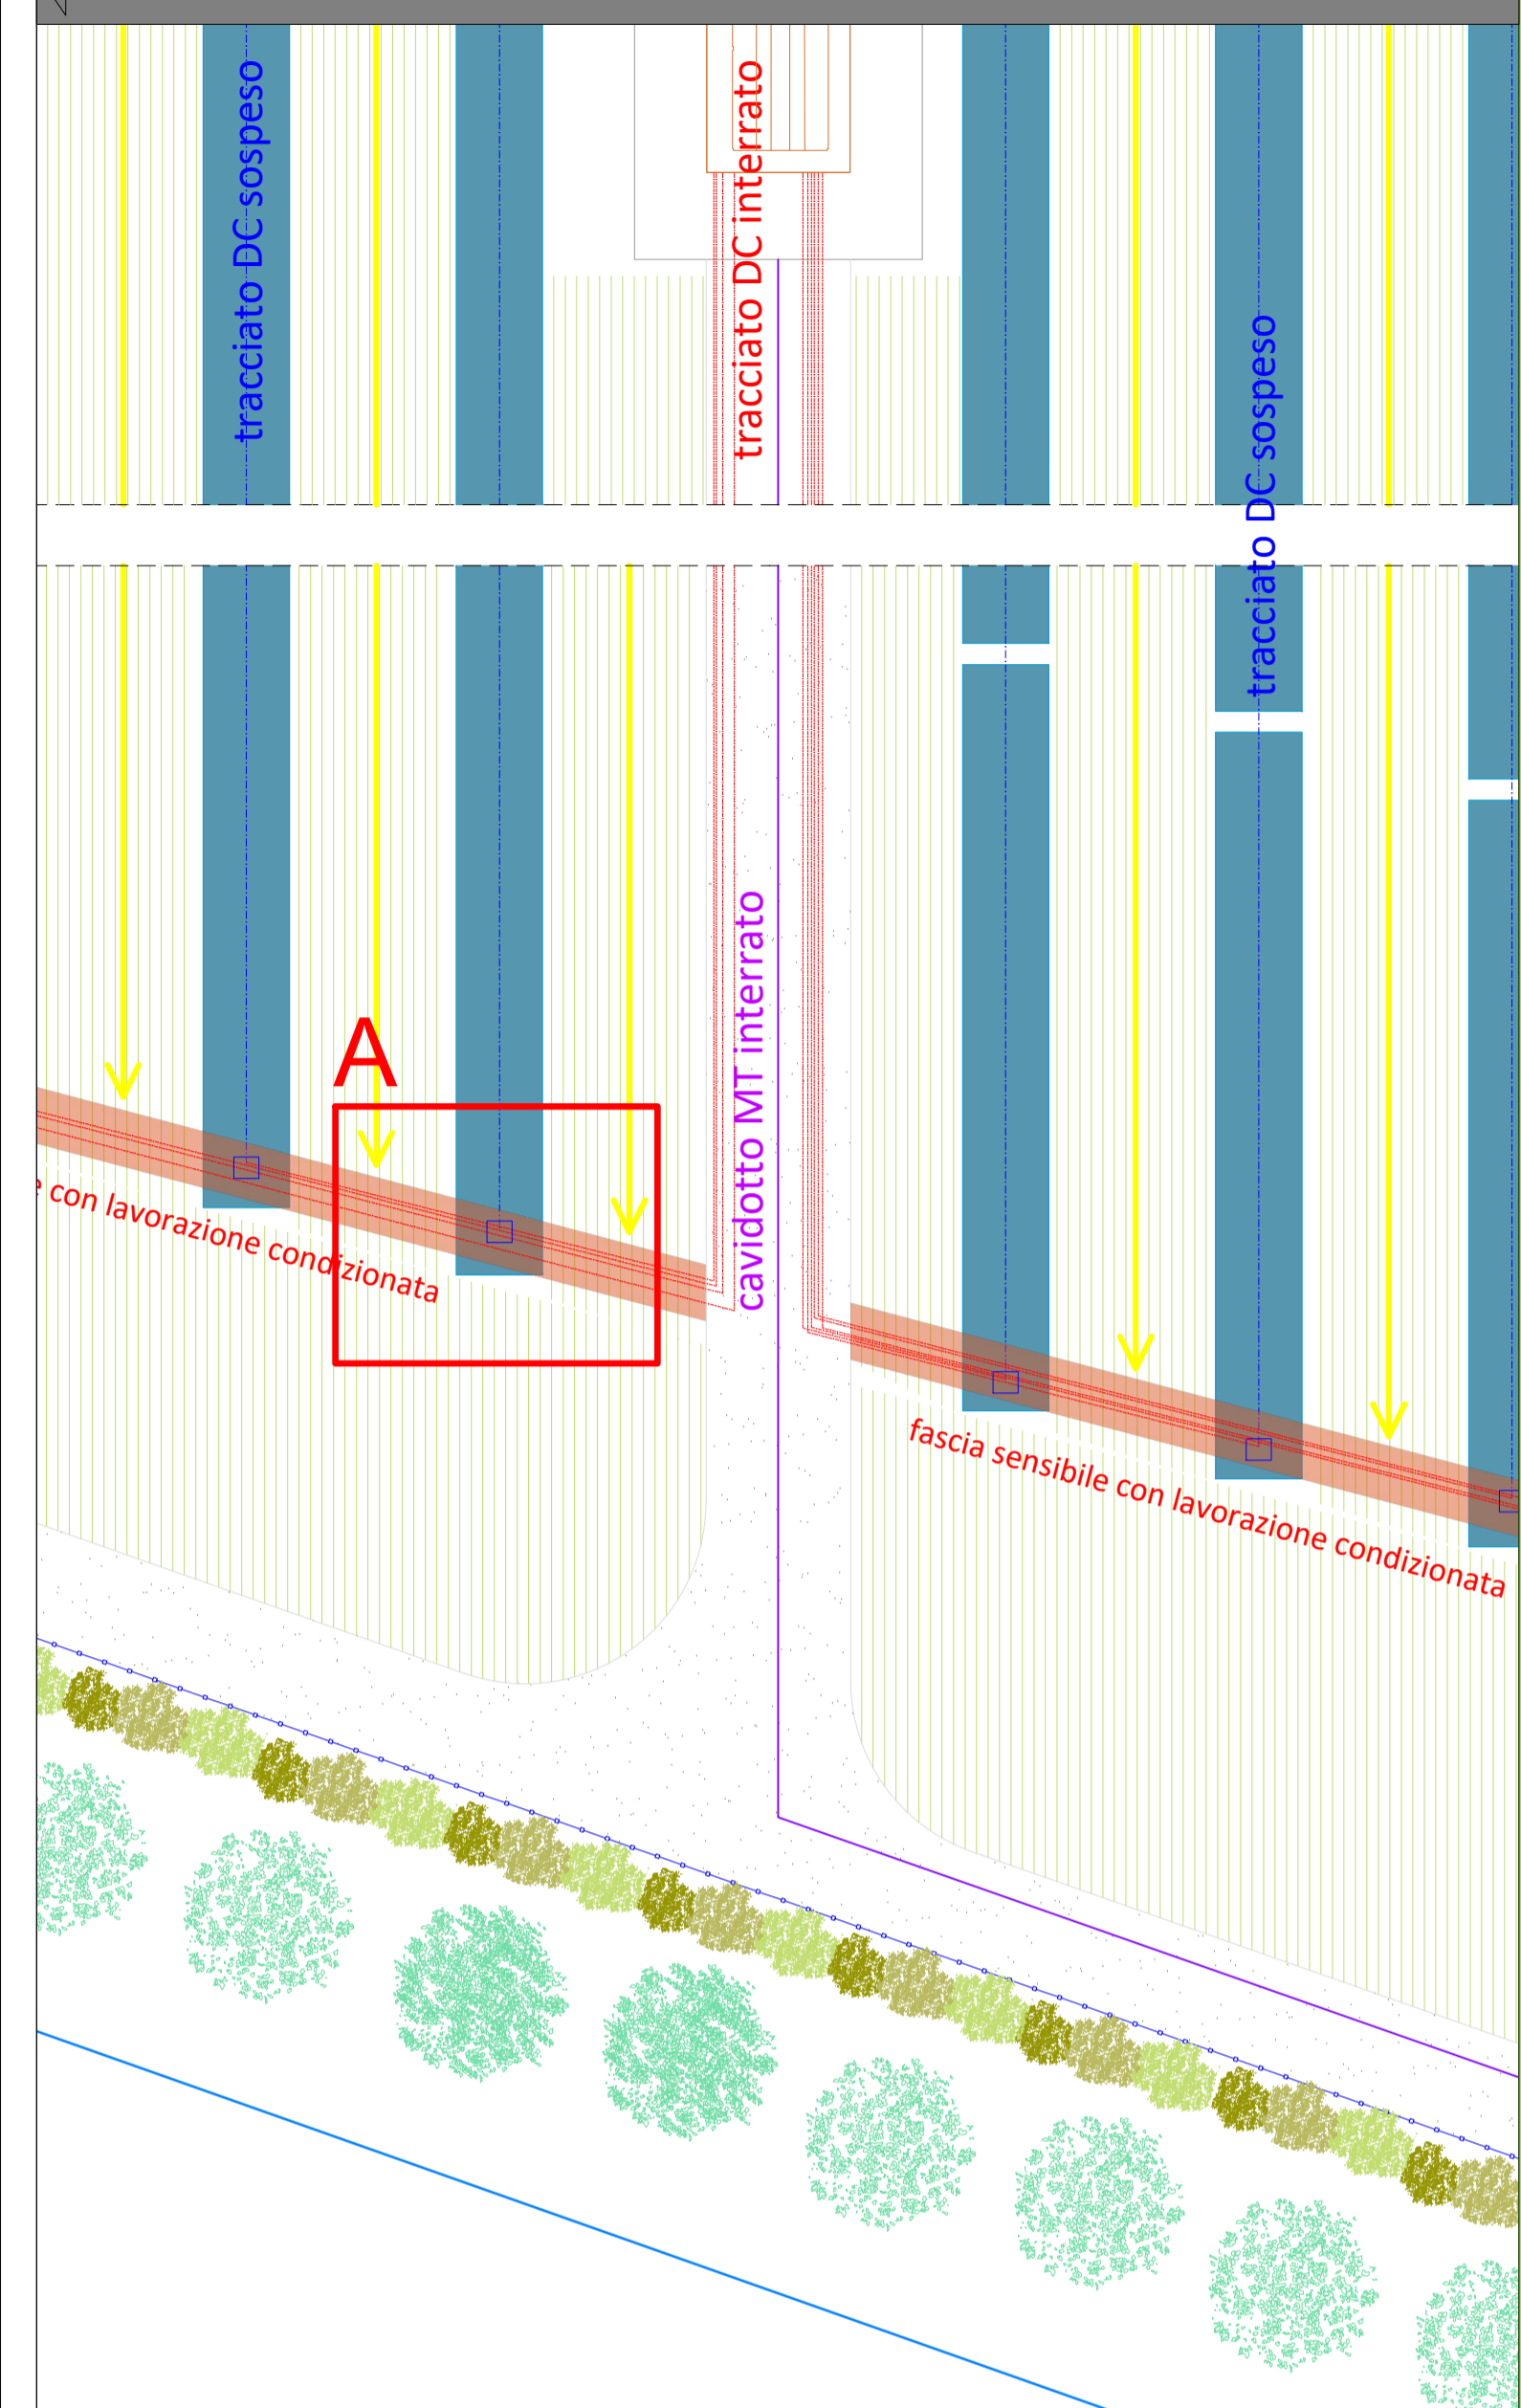 tracciato DC sospeso
tracciato DC interrato
tracciato DC sospeso
cavidotto MT interrato
A
con lavorazione condizionata
fascia sensibile con lavorazione condizionata